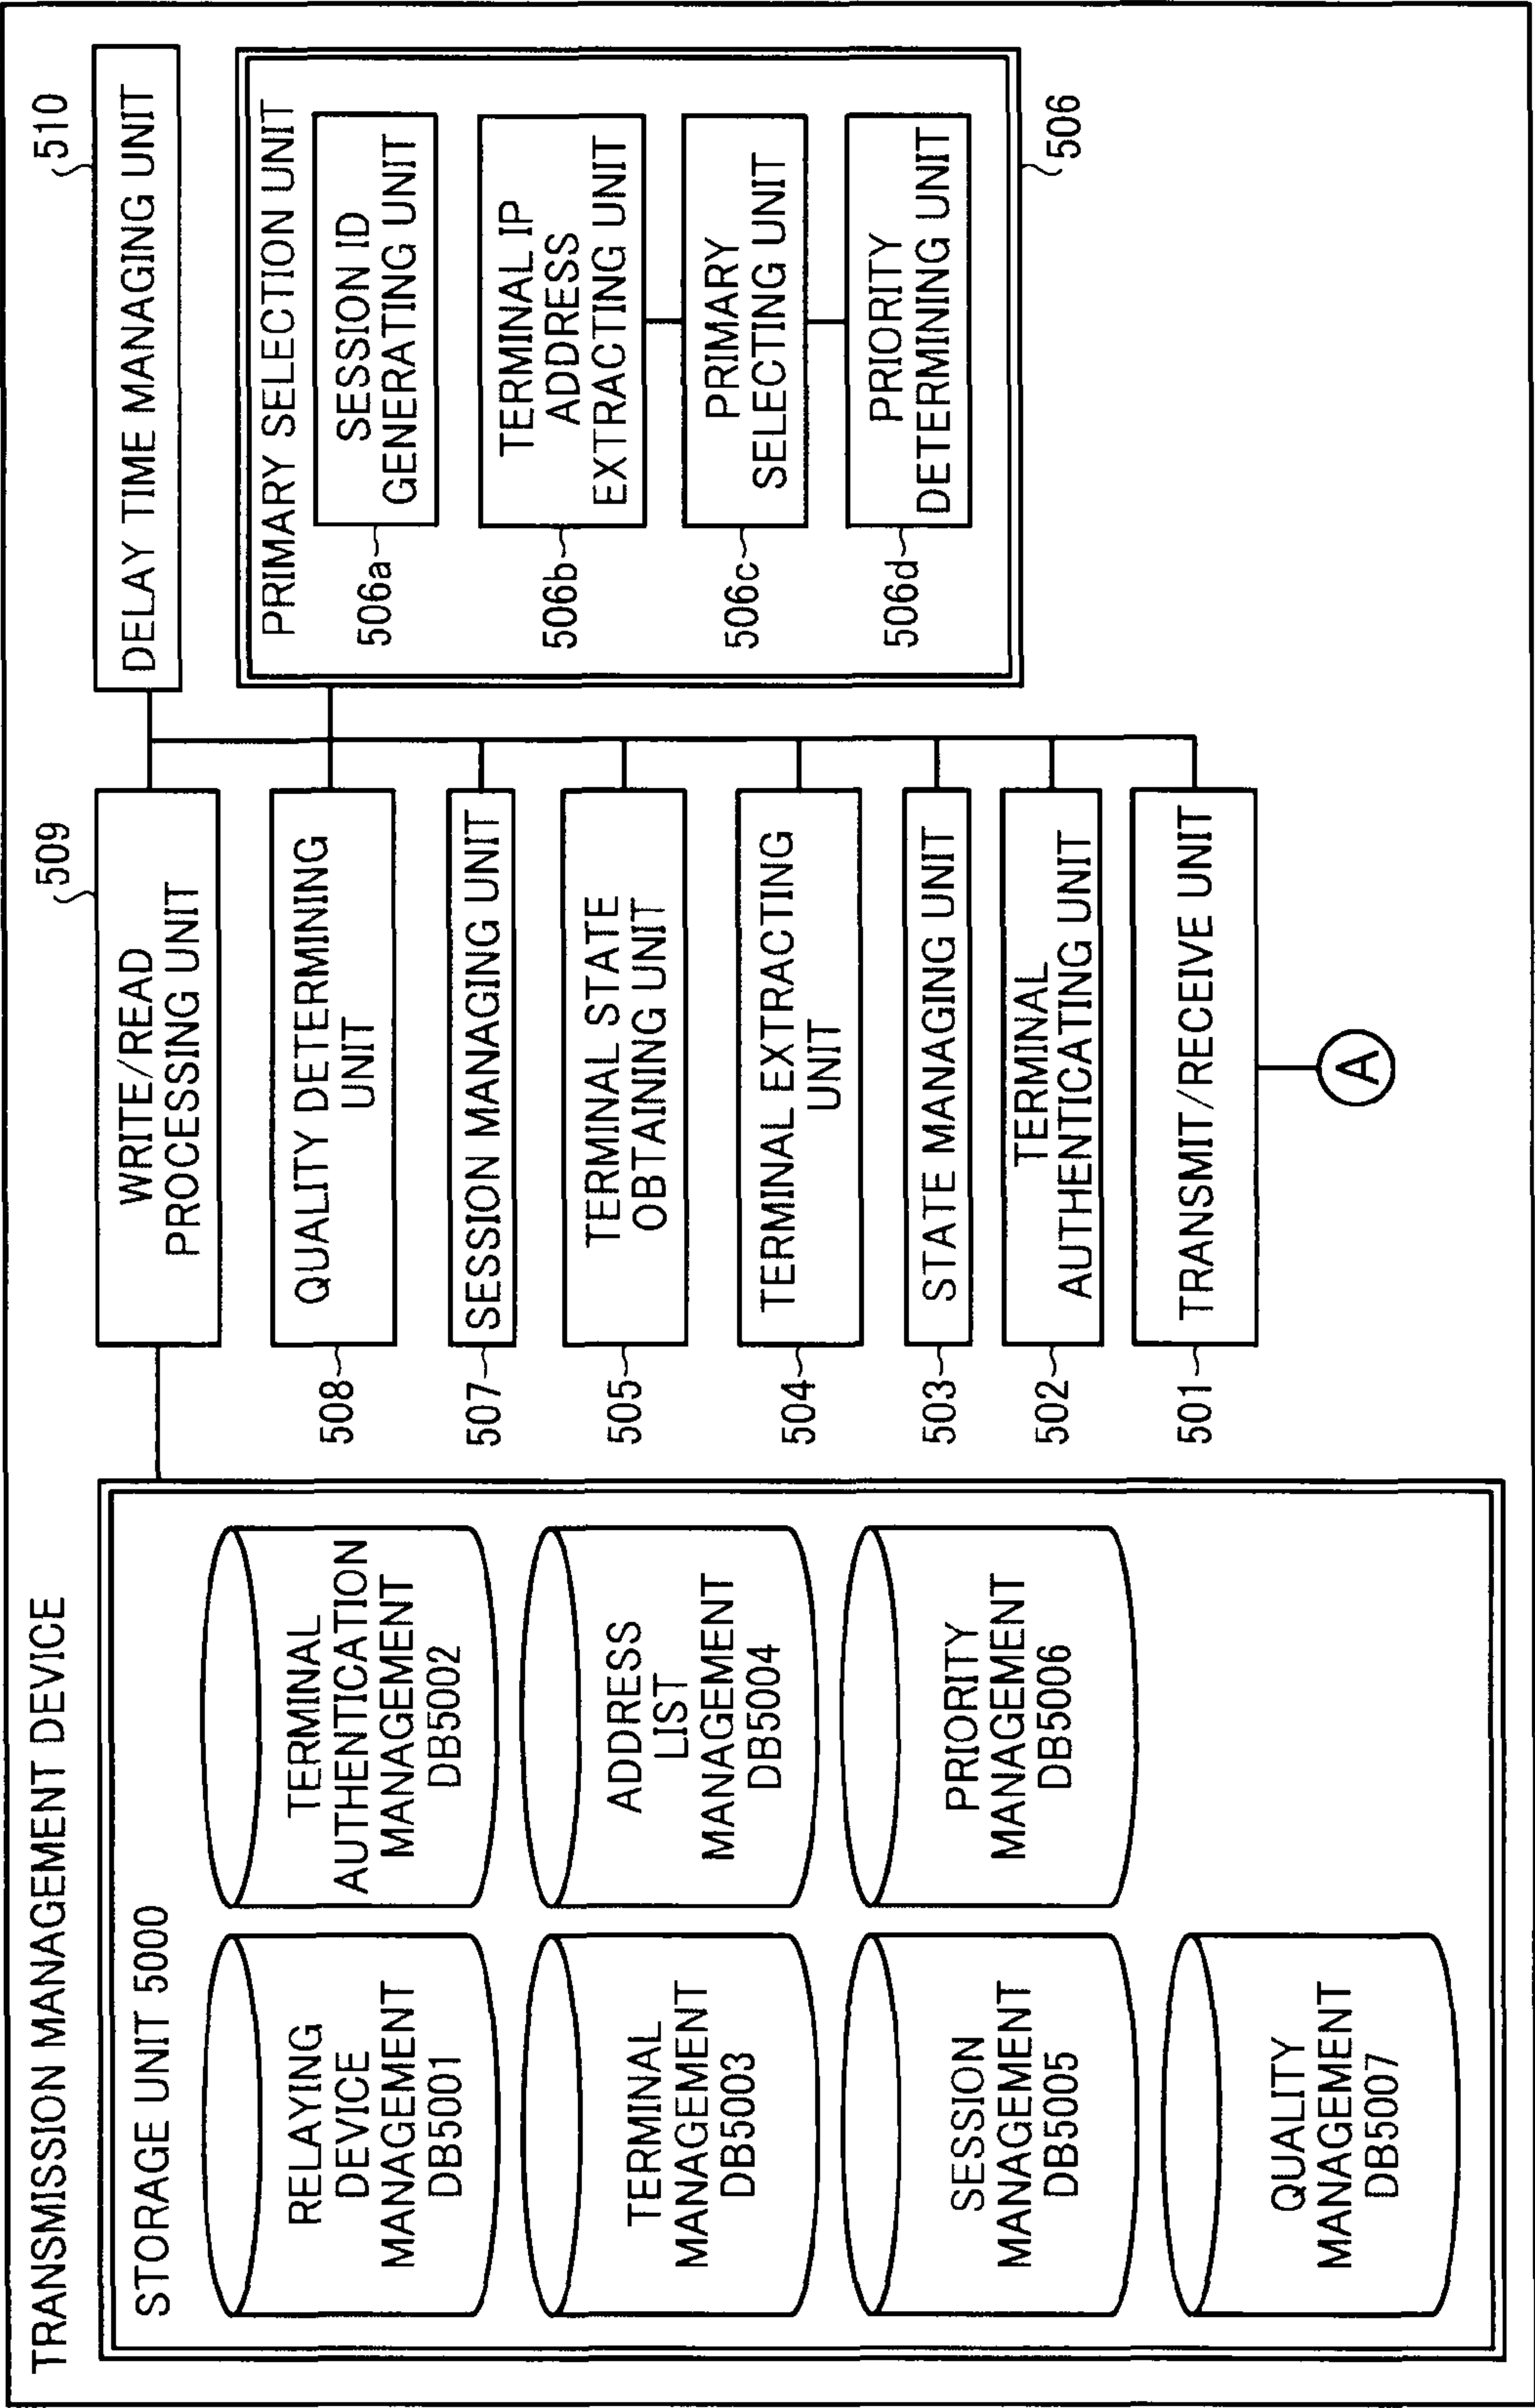 TRANSMISSION MANAGEMENT DEVICE
STORAGE UNIT 5000
RELAYING
DEVICE
MANAGEMENT
DB5001
TERMINAL
AUTHENTICATION
MANAGEMENT
DB5002
TERMINAL
MANAGEMENT
DB5003
ADDRESS
LIST
MANAGEMENT
DB5004
SESSION
MANAGEMENT
DB5005
PRIORITY
MANAGEMENT
DB5006
QUALITY
MANAGEMENT
DB5007
509
WRITE/READ
PROCESSING UNIT
508
QUALITY DETERMINING
UNIT
507
SESSION MANAGING UNIT
505
TERMINAL STATE
OBTAINING UNIT
504
TERMINAL EXTRACTING
UNIT
503
STATE MANAGING UNIT
502
TERMINAL
AUTHENTICATING UNIT
501
TRANSMIT/RECEIVE UNIT
A
510
DELAY TIME MANAGING UNIT
PRIMARY SELECTION UNIT
506a
SESSION ID
GENERATING UNIT
506b
TERMINAL IP
ADDRESS
EXTRACTING UNIT
506c
PRIMARY
SELECTING UNIT
506d
PRIORITY
DETERMINING UNIT
506